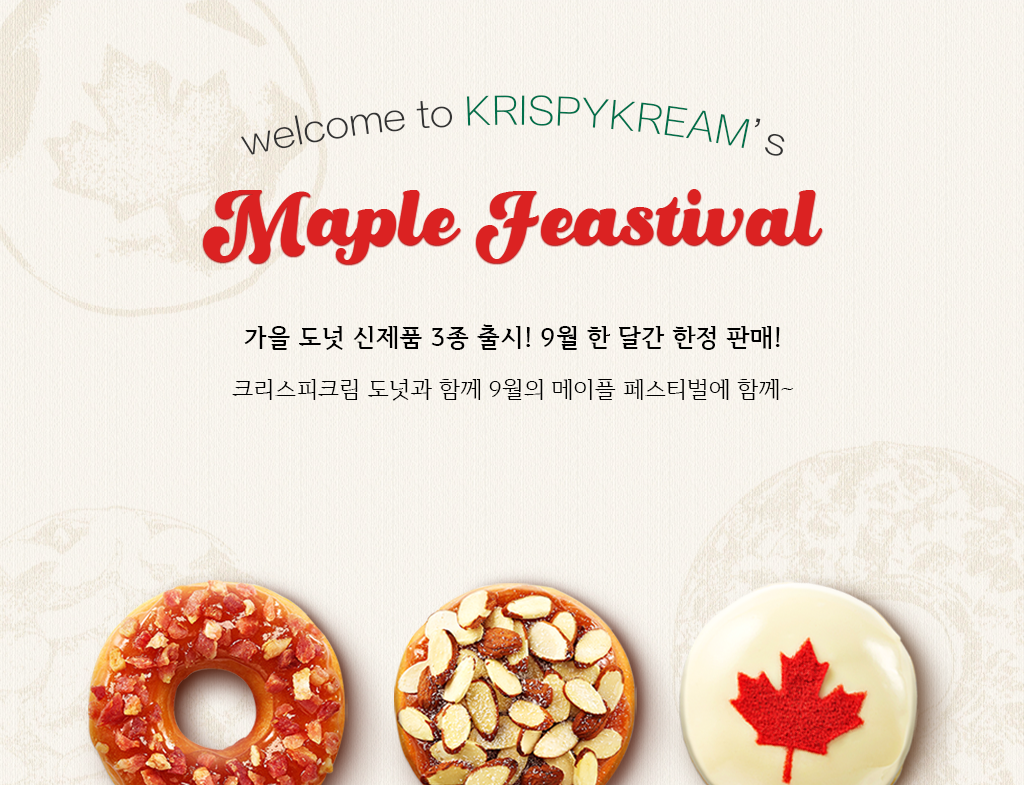 welcome to KRISPYKREAM's
Maple Feastival
가을 도넛 신제품 3종 출시! 9월 한 달간 한정 판매!
크리스피크림 도넛과 함께 9월의 메이플 페스티벌에 함께~